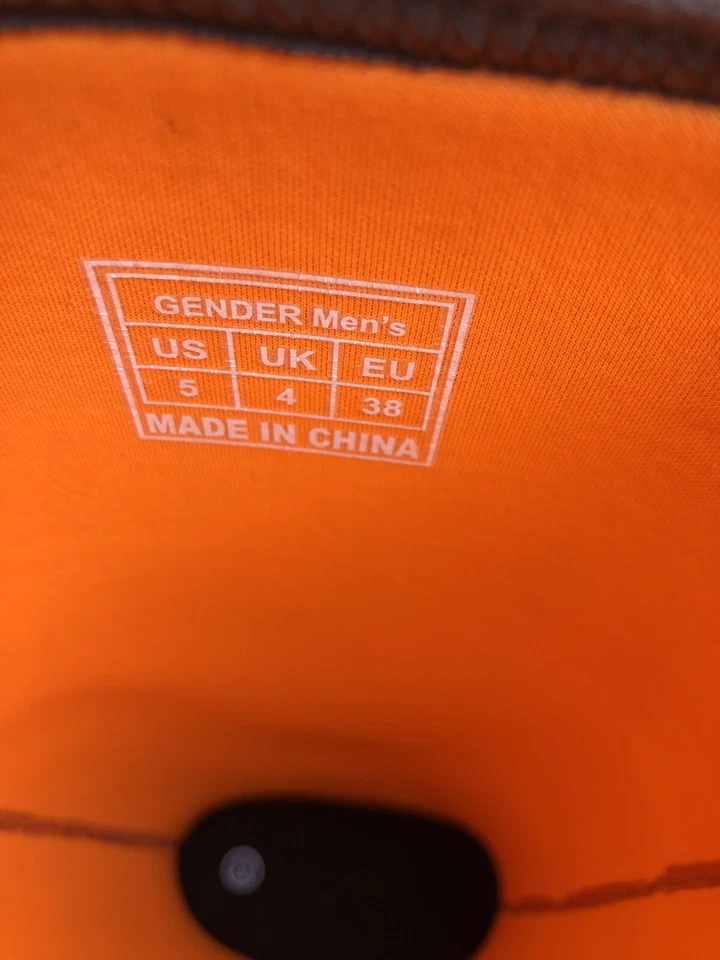 GENDER Men's
US UK EU
5 4 38
MADE IN CHINA